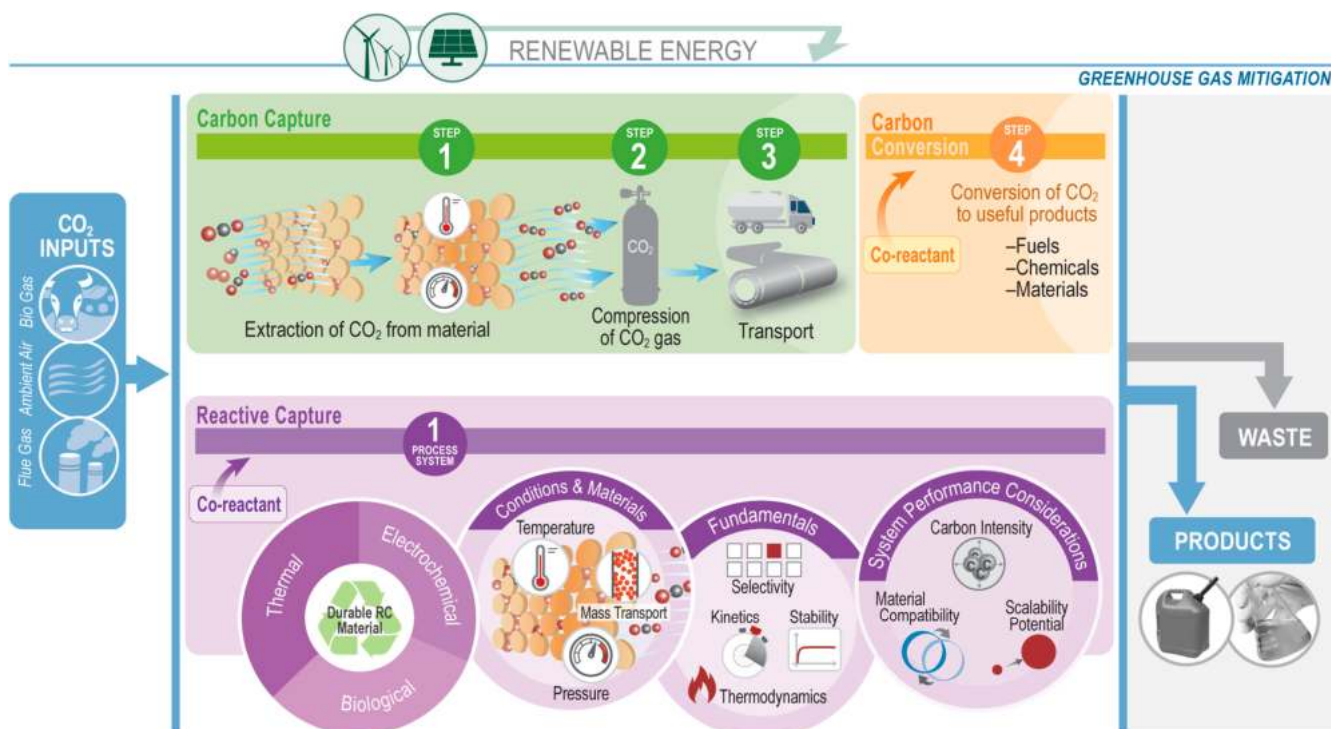 RENEWABLE ENERGY
GREENHOUSE GAS MITIGATION
CO₂
INPUTS
Bio Gas
Ambient Air
Flue Gas
Carbon Capture
STEP
1
STEP
2
STEP
3
Extraction of CO₂ from material
CO₂
Compression
of CO₂ gas
Transport
Carbon
Conversion
STEP
4
Co-reactant
Conversion of CO₂
to useful products
–Fuels
–Chemicals
–Materials
Reactive Capture
1
PROCESS
SYSTEM
Co-reactant
Thermal
Electrochemical
Biological
Durable RC
Material
Conditions & Materials
Temperature
Mass Transport
Pressure
Fundamentals
Selectivity
Kinetics
Stability
Thermodynamics
System Performance Considerations
Carbon Intensity
C C C
Material
Compatibility
Scalability
Potential
WASTE
PRODUCTS